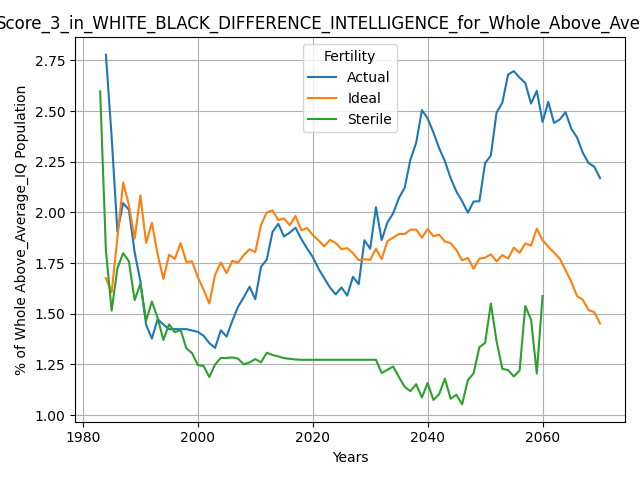 Score_3_in_WHITE_BLACK_DIFFERENCE_INTELLIGENCE_for_Whole_Above_Ave
Fertility
Actual
Ideal
Sterile
% of Whole Above_Average_IQ Population
2.75
2.50
2.25
2.00
1.75
1.50
1.25
1.00
1980
2000
2020
2040
2060
Years